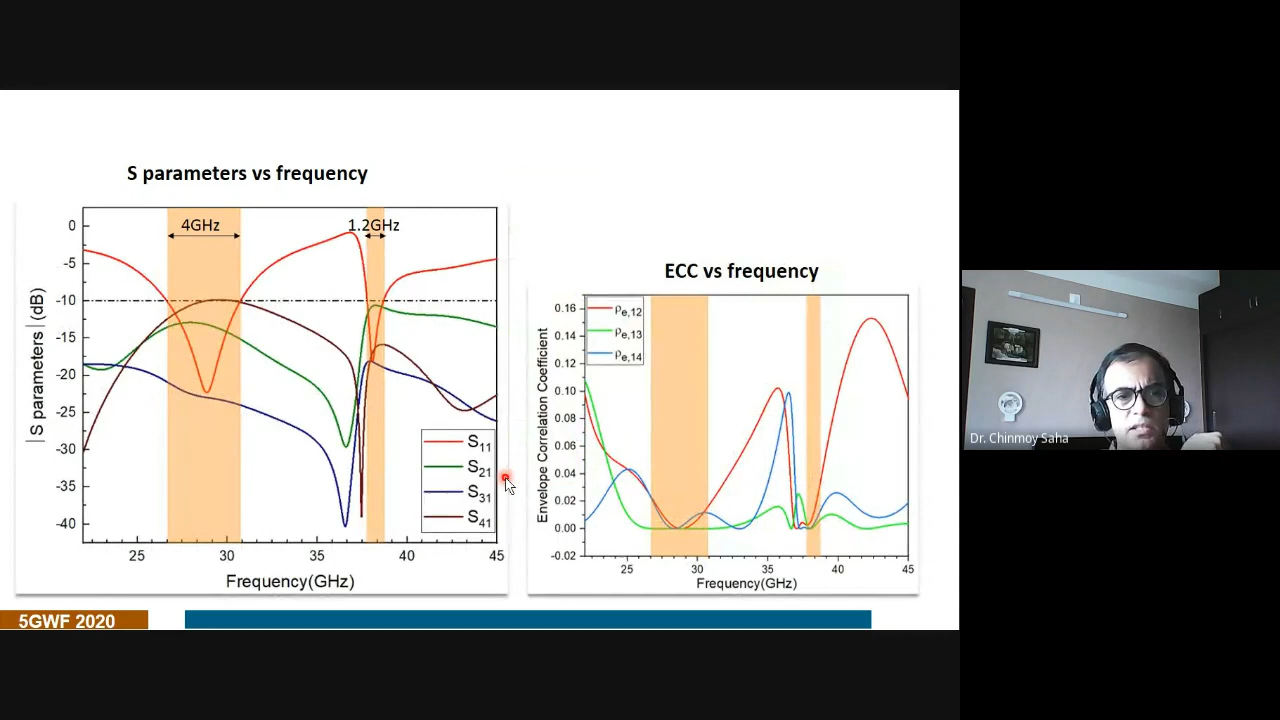 S parameters vs frequency
4GHz
1.2GHz
0
-5
-10
-15
-20
-25
-30
-35
-40
|S parameters|(dB)
S11
S21
S31
S41
25
30
35
40
45
Frequency(GHz)
ECC vs frequency
0.16
0.14
0.12
0.10
0.08
0.06
0.04
0.02
0.00
-0.02
Envelope Correlation Coefficient
ρe,12
ρe,13
ρe,14
25
30
35
40
45
Frequency(GHz)
5GWF 2020
Dr. Chinmoy Saha